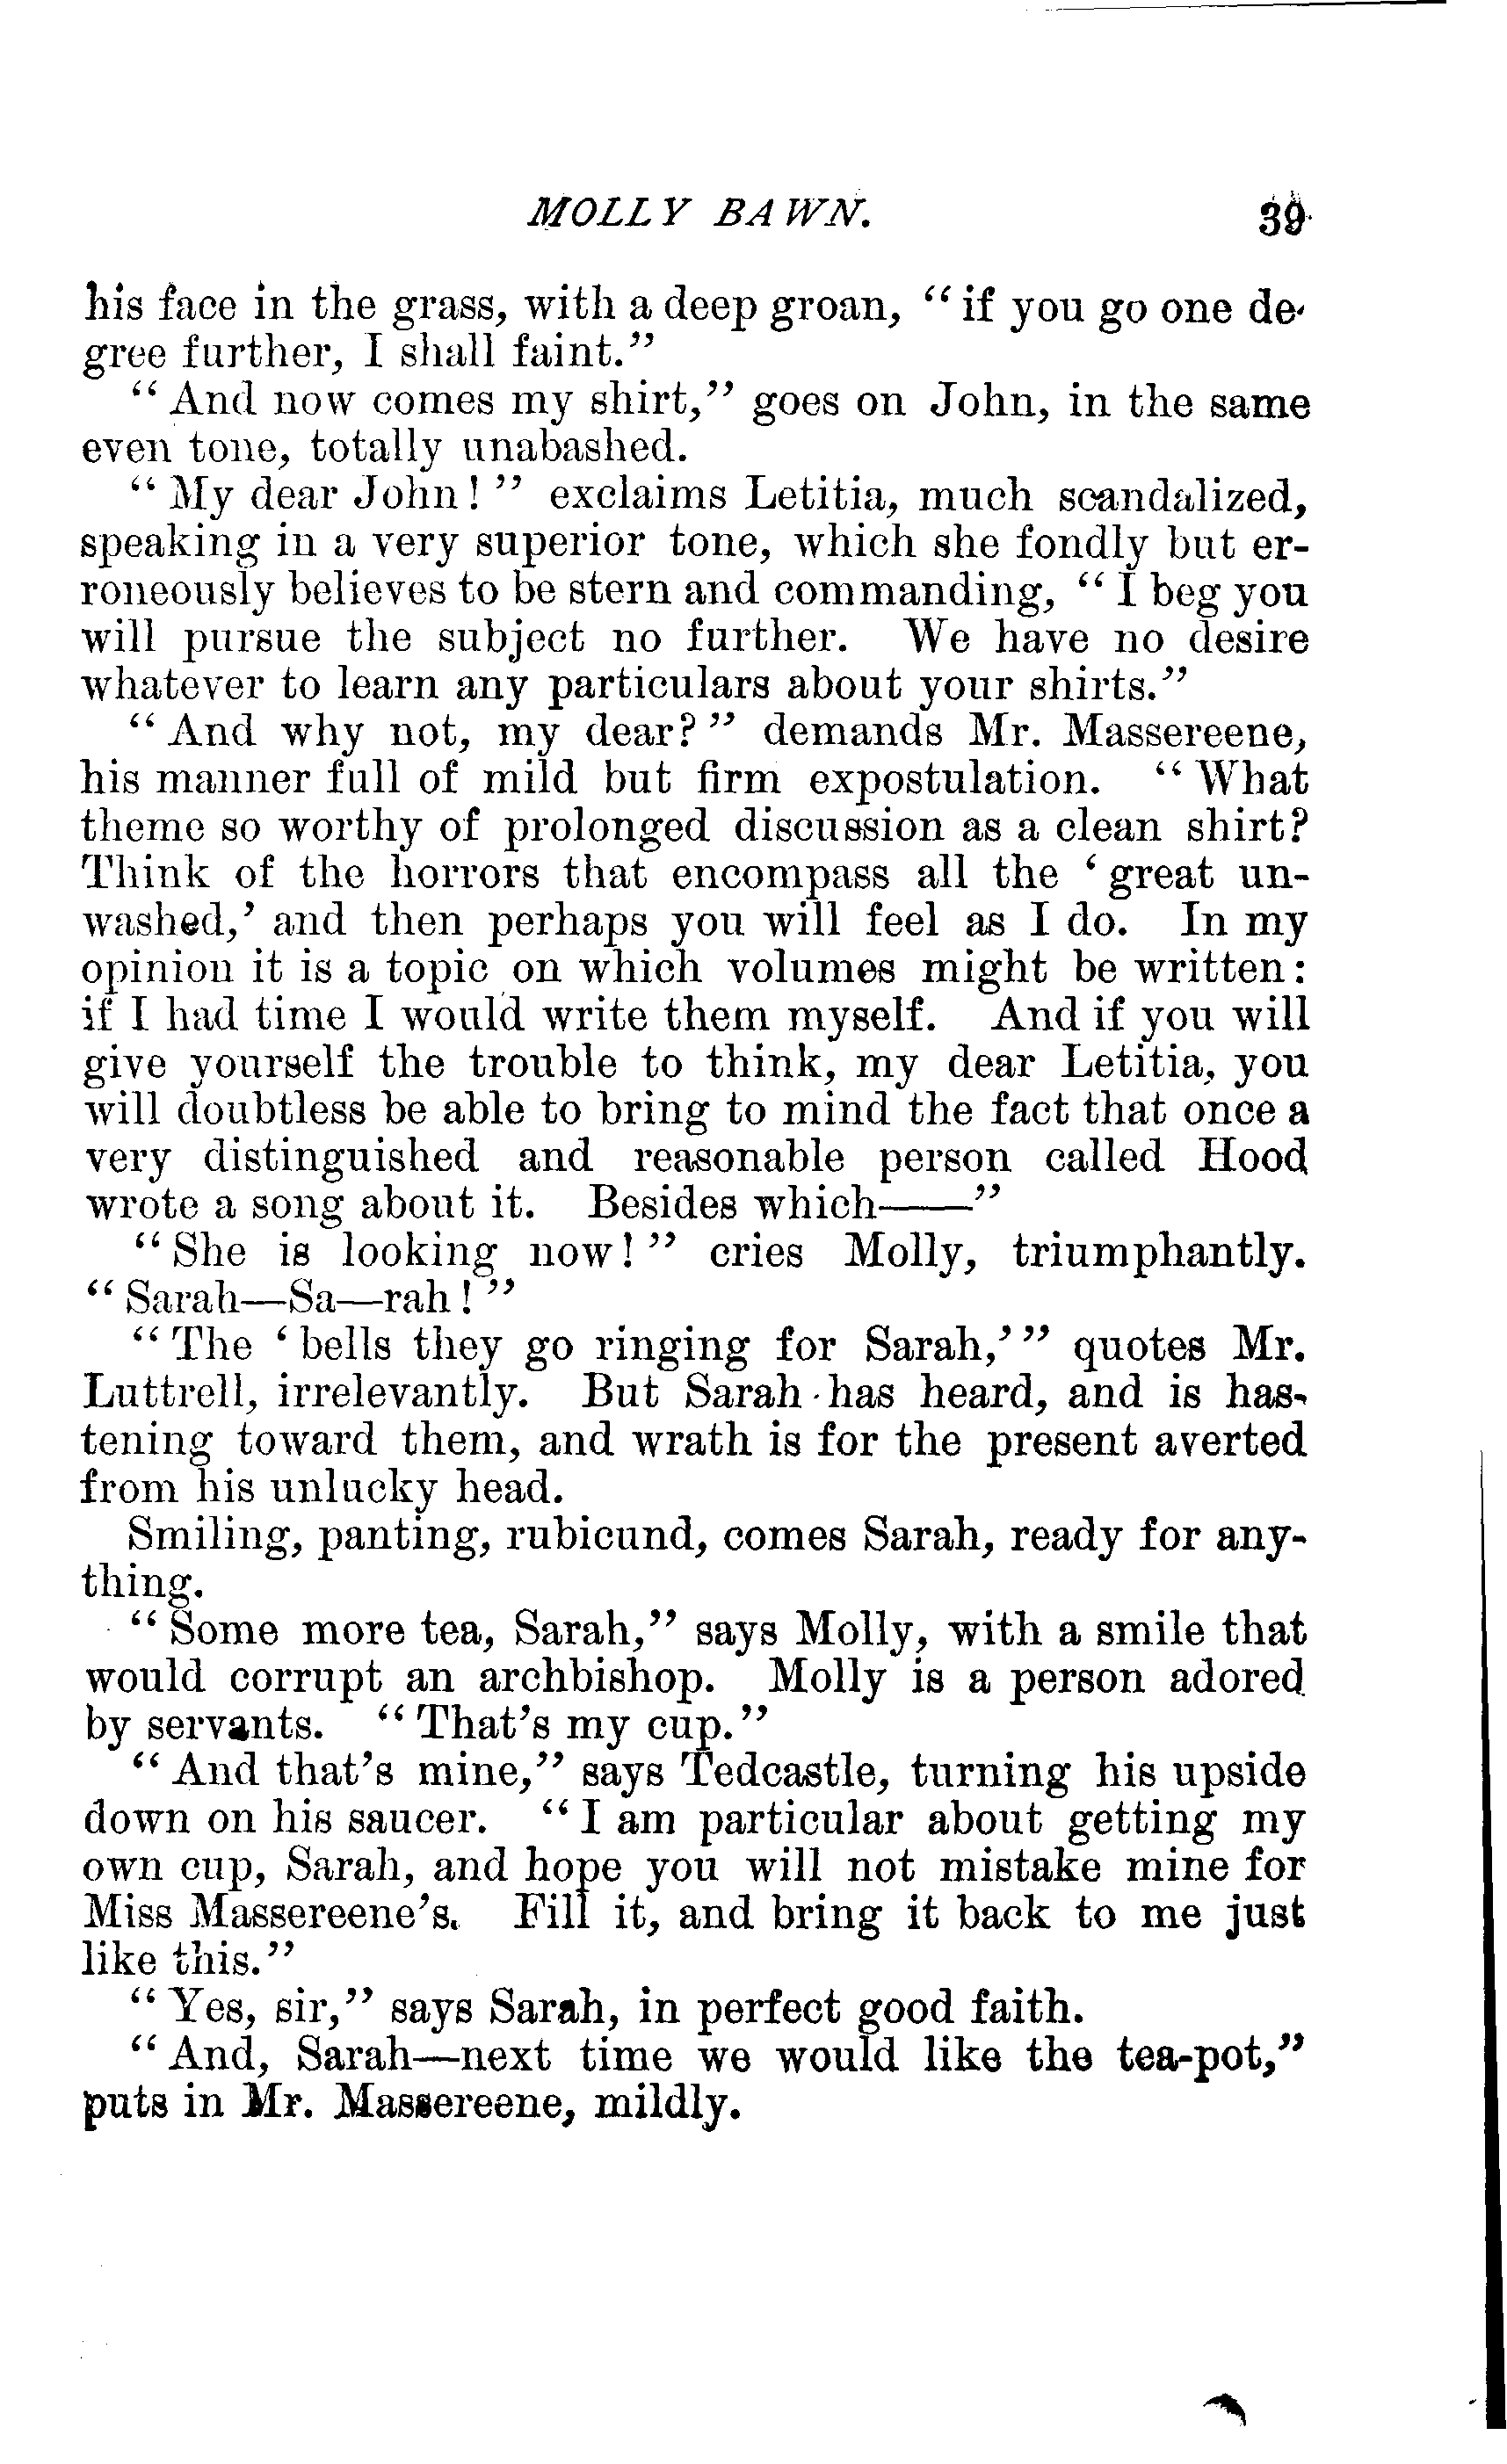 MOLLY BAWN. 39
his face in the grass, with a deep groan, “if you go one de-
gree further, I shall faint.”
“And now comes my shirt,” goes on John, in the same
even tone, totally unabashed.
“My dear John!” exclaims Letitia, much scandalized,
speaking in a very superior tone, which she fondly but er-
roneously believes to be stern and commanding, “I beg you
will pursue the subject no further. We have no desire
whatever to learn any particulars about your shirts.”
“And why not, my dear?” demands Mr. Massereene,
his manner full of mild but firm expostulation. “What
theme so worthy of prolonged discussion as a clean shirt?
Think of the horrors that encompass all the ‘great un-
washed,’ and then perhaps you will feel as I do. In my
opinion it is a topic on which volumes might be written:
if I had time I would write them myself. And if you will
give yourself the trouble to think, my dear Letitia, you
will doubtless be able to bring to mind the fact that once a
very distinguished and reasonable person called Hood
wrote a song about it. Besides which——”
“She is looking now!” cries Molly, triumphantly.
“Sarah—Sa—rah!”
“The ‘bells they go ringing for Sarah,’” quotes Mr.
Luttrell, irrelevantly. But Sarah has heard, and is has-
tening toward them, and wrath is for the present averted
from his unlucky head.
Smiling, panting, rubicund, comes Sarah, ready for any-
thing.
“Some more tea, Sarah,” says Molly, with a smile that
would corrupt an archbishop. Molly is a person adored
by servants. “That’s my cup.”
“And that’s mine,” says Tedcastle, turning his upside
down on his saucer. “I am particular about getting my
own cup, Sarah, and hope you will not mistake mine for
Miss Massereene’s. Fill it, and bring it back to me just
like this.”
“Yes, sir,” says Sarah, in perfect good faith.
“And, Sarah—next time we would like the tea-pot,”
puts in Mr. Massereene, mildly.